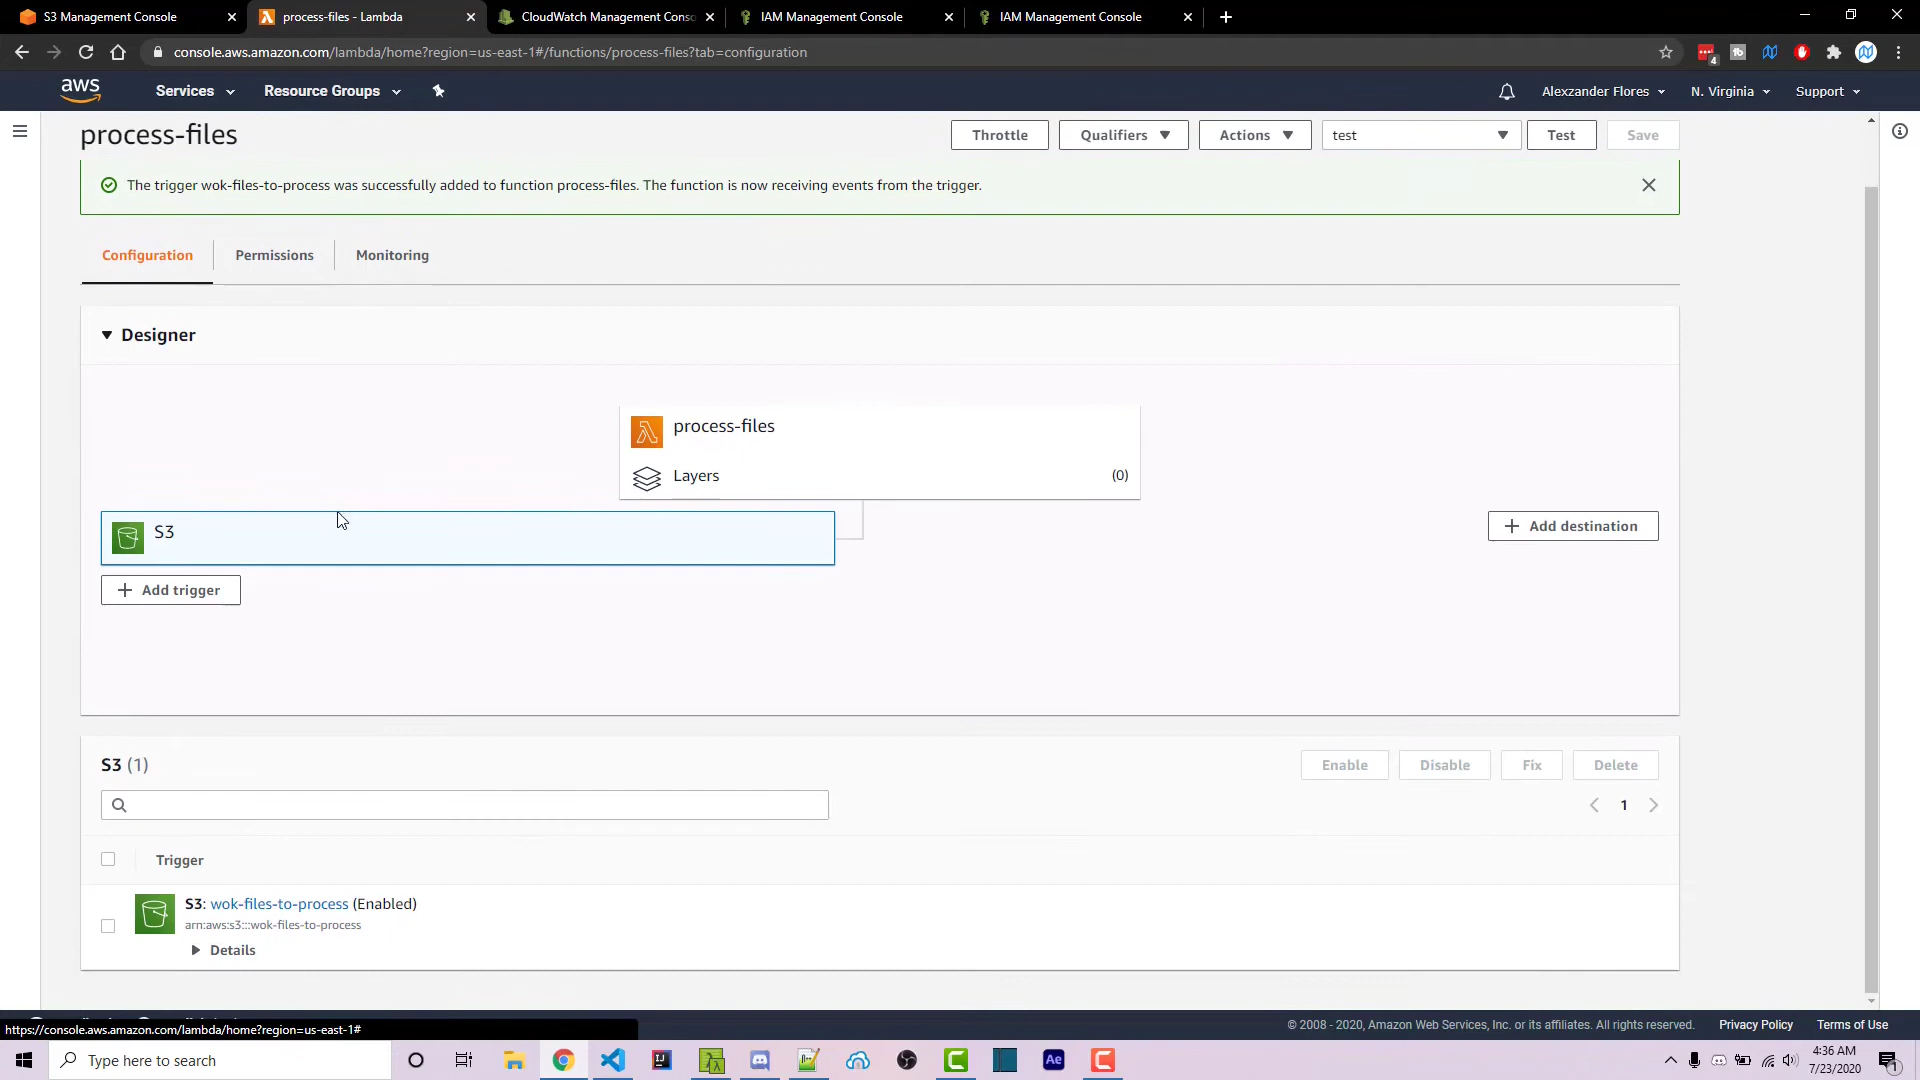 S3 Management Console
process-files - Lambda
CloudWatch Management Conso
IAM Management Console
IAM Management Console
console.aws.amazon.com/lambda/home?region=us-east-1#/functions/process-files?tab=configuration
4
aws
Services
Resource Groups
Alexzander Flores
N. Virginia
Support
process-files
Throttle
Qualifiers
Actions
test
Test
Save
The trigger wok-files-to-process was successfully added to function process-files. The function is now receiving events from the trigger.
Configuration
Permissions
Monitoring
Designer
process-files
Layers
(0)
S3
Add destination
Add trigger
S3 (1)
Enable
Disable
Fix
Delete
1
Trigger
S3: wok-files-to-process (Enabled)
arn:aws:s3:::wok-files-to-process
Details
https://console.aws.amazon.com/lambda/home?region=us-east-1#
© 2008 - 2020, Amazon Web Services, Inc. or its affiliates. All rights reserved.
Privacy Policy
Terms of Use
Type here to search
4:36 AM
7/23/2020